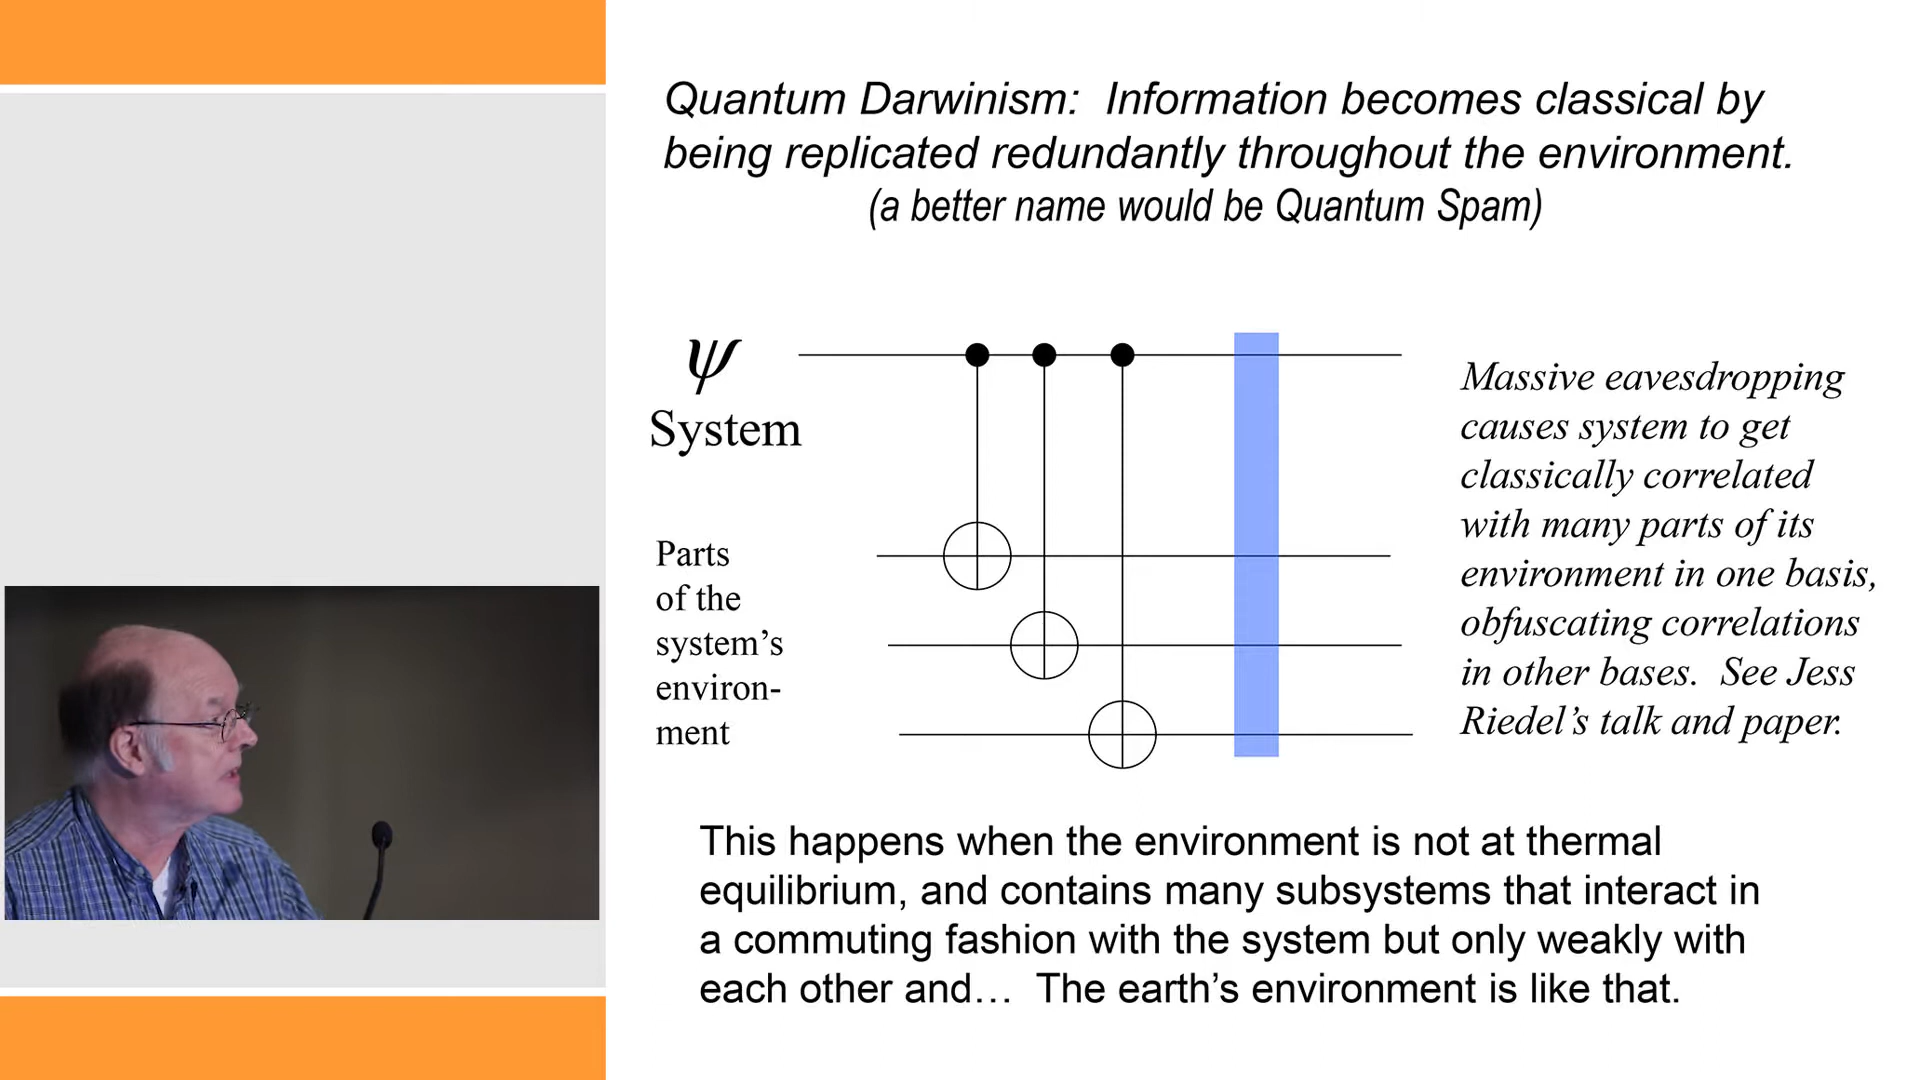 Quantum Darwinism:  Information becomes classical by
being replicated redundantly throughout the environment.
(a better name would be Quantum Spam)
ψ
System
Parts
of the
system’s
environ-
ment
Massive eavesdropping
causes system to get
classically correlated
with many parts of its
environment in one basis,
obfuscating correlations
in other bases.  See Jess
Riedel’s talk and paper.
This happens when the environment is not at thermal
equilibrium, and contains many subsystems that interact in
a commuting fashion with the system but only weakly with
each other and…  The earth’s environment is like that.